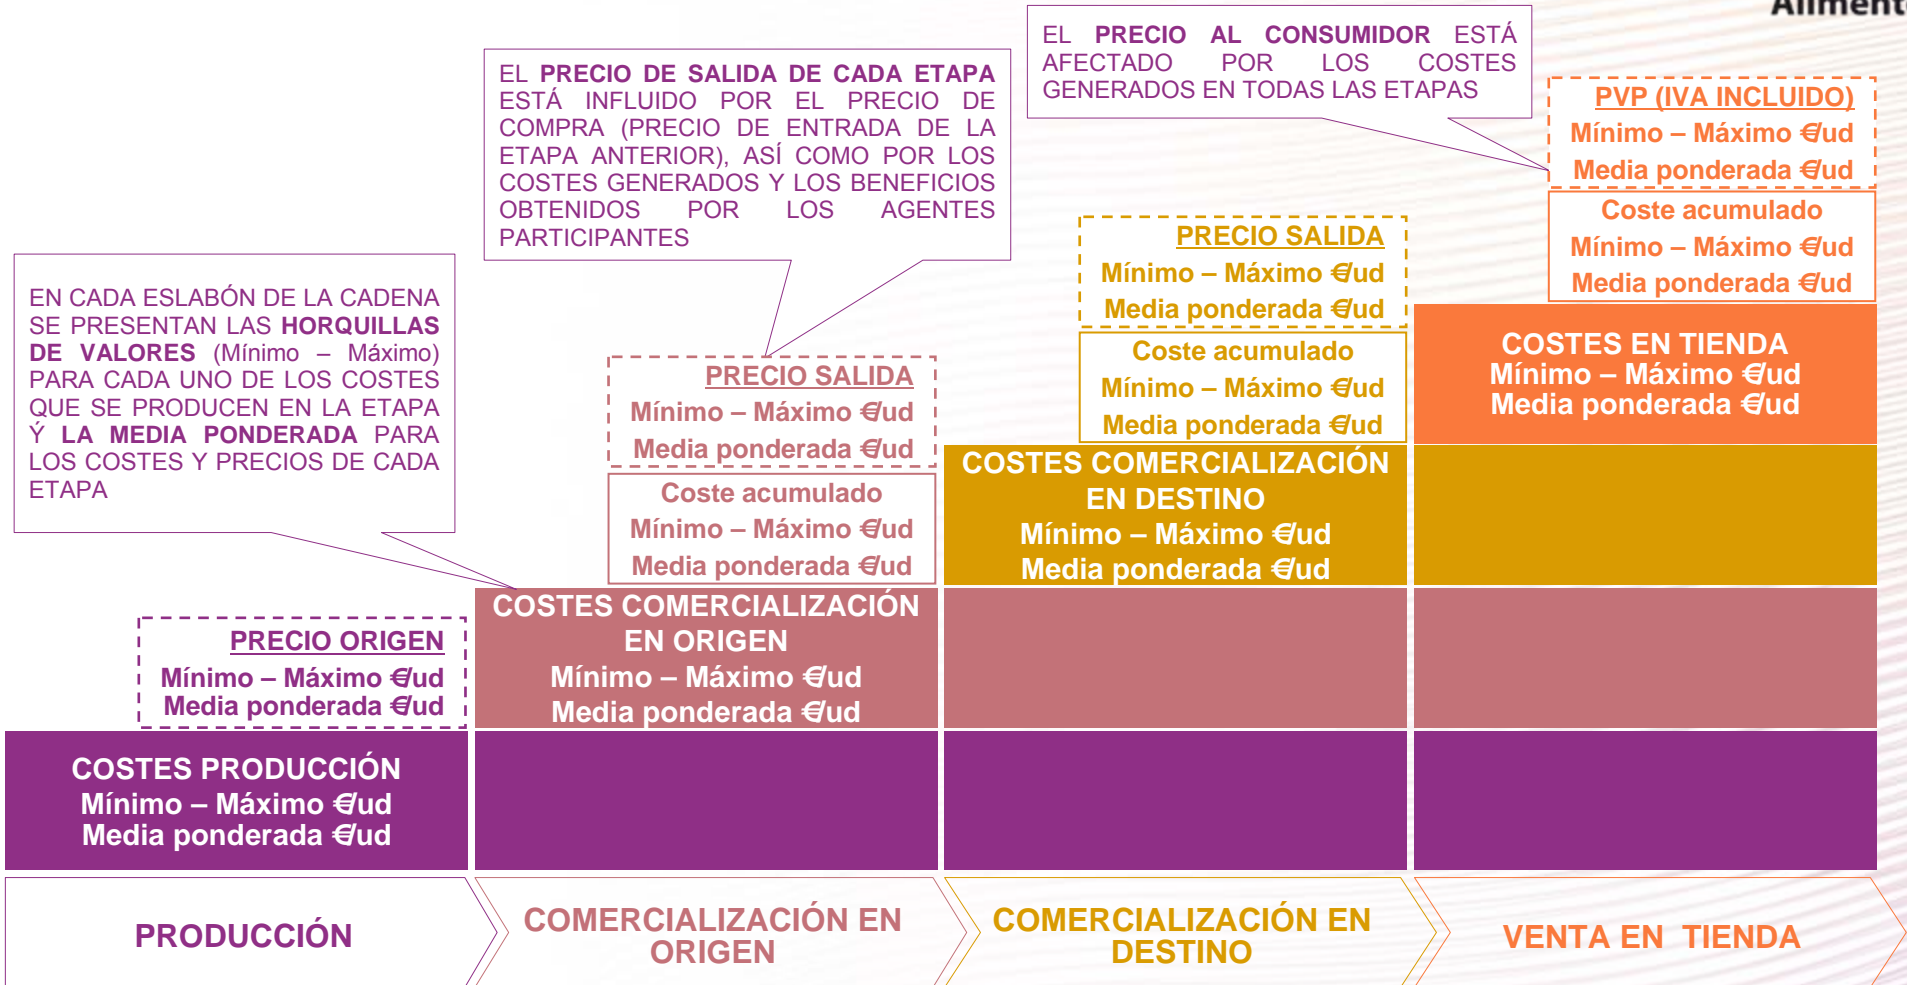 Alimento
EL PRECIO AL CONSUMIDOR ESTÁ
AFECTADO POR LOS COSTES
GENERADOS EN TODAS LAS ETAPAS
EL PRECIO DE SALIDA DE CADA ETAPA
ESTÁ INFLUIDO POR EL PRECIO DE
COMPRA (PRECIO DE ENTRADA DE LA
ETAPA ANTERIOR), ASÍ COMO POR LOS
COSTES GENERADOS Y LOS BENEFICIOS
OBTENIDOS POR LOS AGENTES
PARTICIPANTES
EN CADA ESLABÓN DE LA CADENA
SE PRESENTAN LAS HORQUILLAS
DE VALORES (Mínimo – Máximo)
PARA CADA UNO DE LOS COSTES
QUE SE PRODUCEN EN LA ETAPA
Ý LA MEDIA PONDERADA PARA
LOS COSTES Y PRECIOS DE CADA
ETAPA
PVP (IVA INCLUIDO)
Mínimo – Máximo €/ud
Media ponderada €/ud
Coste acumulado
Mínimo – Máximo €/ud
Media ponderada €/ud
COSTES EN TIENDA
Mínimo – Máximo €/ud
Media ponderada €/ud
PRECIO SALIDA
Mínimo – Máximo €/ud
Media ponderada €/ud
Coste acumulado
Mínimo – Máximo €/ud
Media ponderada €/ud
COSTES COMERCIALIZACIÓN
EN DESTINO
Mínimo – Máximo €/ud
Media ponderada €/ud
PRECIO SALIDA
Mínimo – Máximo €/ud
Media ponderada €/ud
Coste acumulado
Mínimo – Máximo €/ud
Media ponderada €/ud
COSTES COMERCIALIZACIÓN
EN ORIGEN
Mínimo – Máximo €/ud
Media ponderada €/ud
PRECIO ORIGEN
Mínimo – Máximo €/ud
Media ponderada €/ud
COSTES PRODUCCIÓN
Mínimo – Máximo €/ud
Media ponderada €/ud
PRODUCCIÓN
COMERCIALIZACIÓN EN
ORIGEN
COMERCIALIZACIÓN EN
DESTINO
VENTA EN TIENDA